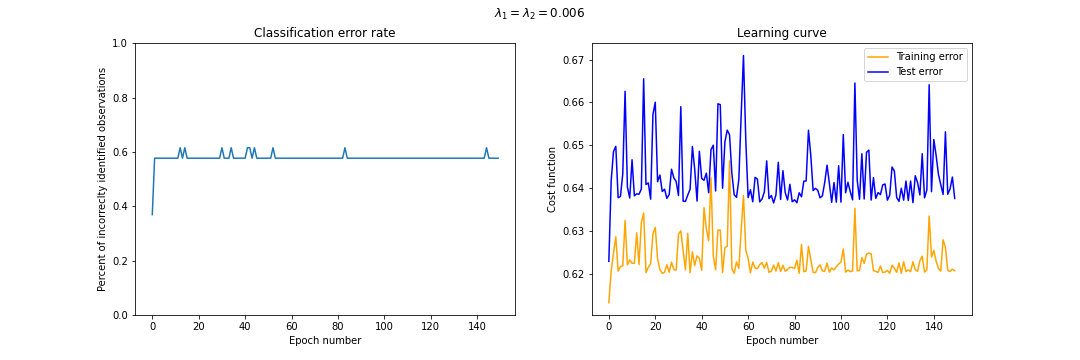 λ₁ = λ₂ = 0.006
Classification error rate
Percent of incorreclty identified observations
1.0
0.8
0.6
0.4
0.2
0.0
0 20 40 60 80 100 120 140
Epoch number
Learning curve
Training error
Test error
Cost function
0.67
0.66
0.65
0.64
0.63
0.62
0 20 40 60 80 100 120 140
Epoch number